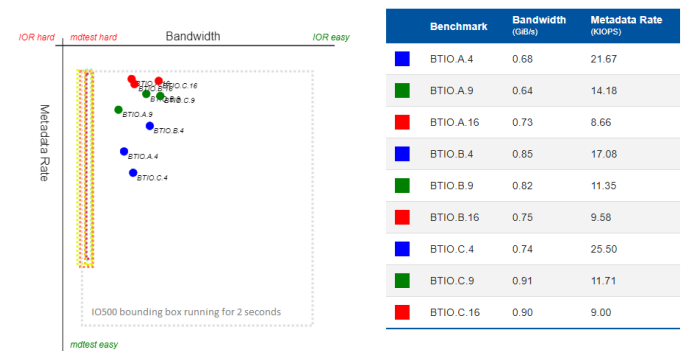 IOR hard
mdtest hard
Bandwidth
IOR easy
Metadata Rate
BTIO.C.16
BTIO.C.9
BTIO.A.9
BTIO.B.4
BTIO.A.4
BTIO.C.4
IO500 bounding box running for 2 seconds
mdtest easy
Benchmark Bandwidth (GiB/s) Metadata Rate (KIOPS)
BTIO.A.4 0.68 21.67
BTIO.A.9 0.64 14.18
BTIO.A.16 0.73 8.66
BTIO.B.4 0.85 17.08
BTIO.B.9 0.82 11.35
BTIO.B.16 0.75 9.58
BTIO.C.4 0.74 25.50
BTIO.C.9 0.91 11.71
BTIO.C.16 0.90 9.00